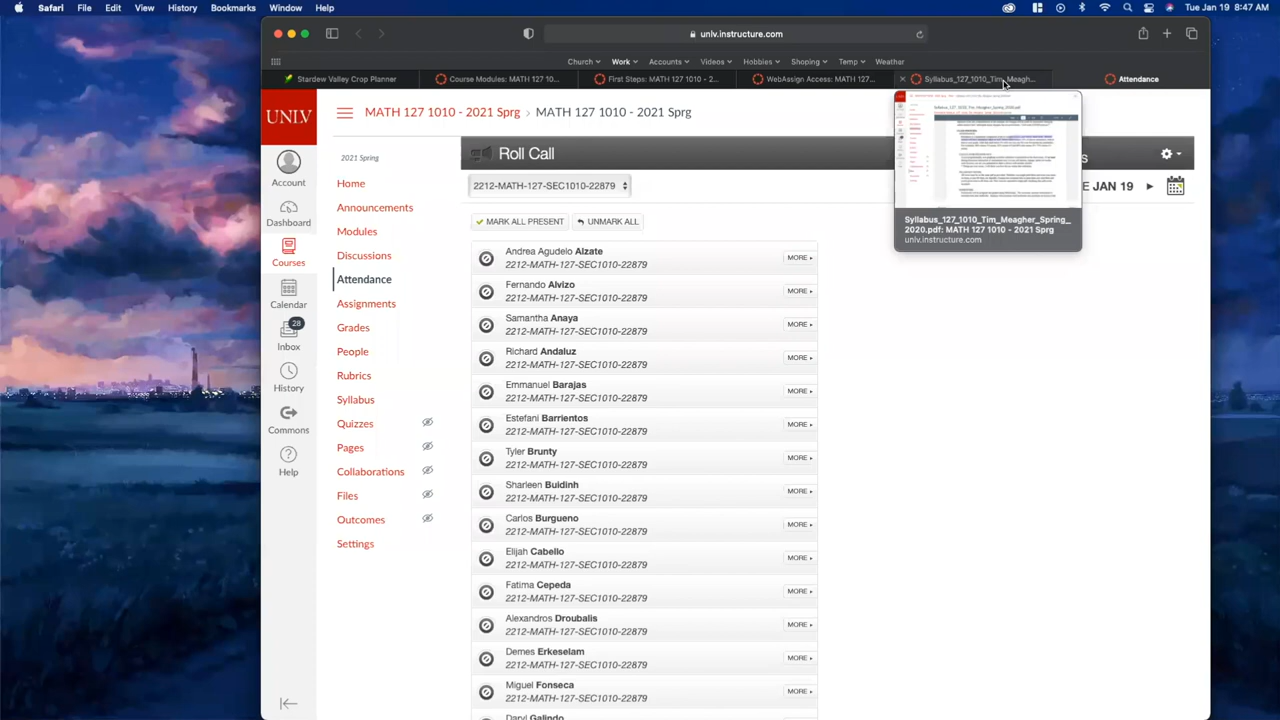 Safari File Edit View History Bookmarks Window Help Tue Jan 19 8:47 AM
univ.instructure.com
Church Work Accounts Videos Hobbies Shoping Temp Weather
Stardew Valley Crop Planner Course Modules: MATH 127 10... First Steps: MATH 127 1010 - 2... WebAssign Access: MATH 127... Syllabus_127_1010_Tim_Meagh... Attendance
UNLV
MATH 127 1010 - 2021 Sprg › MATH 127 1010 - 2021 Sprg
2021 Spring
Account
Dashboard
Courses
Calendar
28
Inbox
History
Commons
Help
Home
Announcements
Modules
Discussions
Attendance
Assignments
Grades
People
Rubrics
Syllabus
Quizzes
Pages
Collaborations
Files
Outcomes
Settings
Roll Call
2-MATH-127-SEC1010-22879
E JAN 19
MARK ALL PRESENT UNMARK ALL
Syllabus_127_1010_Tim_Meagher_Spring_
2020.pdf: MATH 127 1010 - 2021 Sprg
univ.instructure.com
Andrea Agudelo Alzate
2212-MATH-127-SEC1010-22879
MORE
Fernando Alvizo
2212-MATH-127-SEC1010-22879
MORE
Samantha Anaya
2212-MATH-127-SEC1010-22879
MORE
Richard Andaluz
2212-MATH-127-SEC1010-22879
MORE
Emmanuel Barajas
2212-MATH-127-SEC1010-22879
MORE
Estefani Barrientos
2212-MATH-127-SEC1010-22879
MORE
Tyler Brunty
2212-MATH-127-SEC1010-22879
MORE
Sharleen Buidinh
2212-MATH-127-SEC1010-22879
MORE
Carlos Burgueno
2212-MATH-127-SEC1010-22879
MORE
Elijah Cabello
2212-MATH-127-SEC1010-22879
MORE
Fatima Cepeda
2212-MATH-127-SEC1010-22879
MORE
Alexandros Droubalis
2212-MATH-127-SEC1010-22879
MORE
Demes Erkeselam
2212-MATH-127-SEC1010-22879
MORE
Miguel Fonseca
2212-MATH-127-SEC1010-22879
MORE
Daryl Galindo